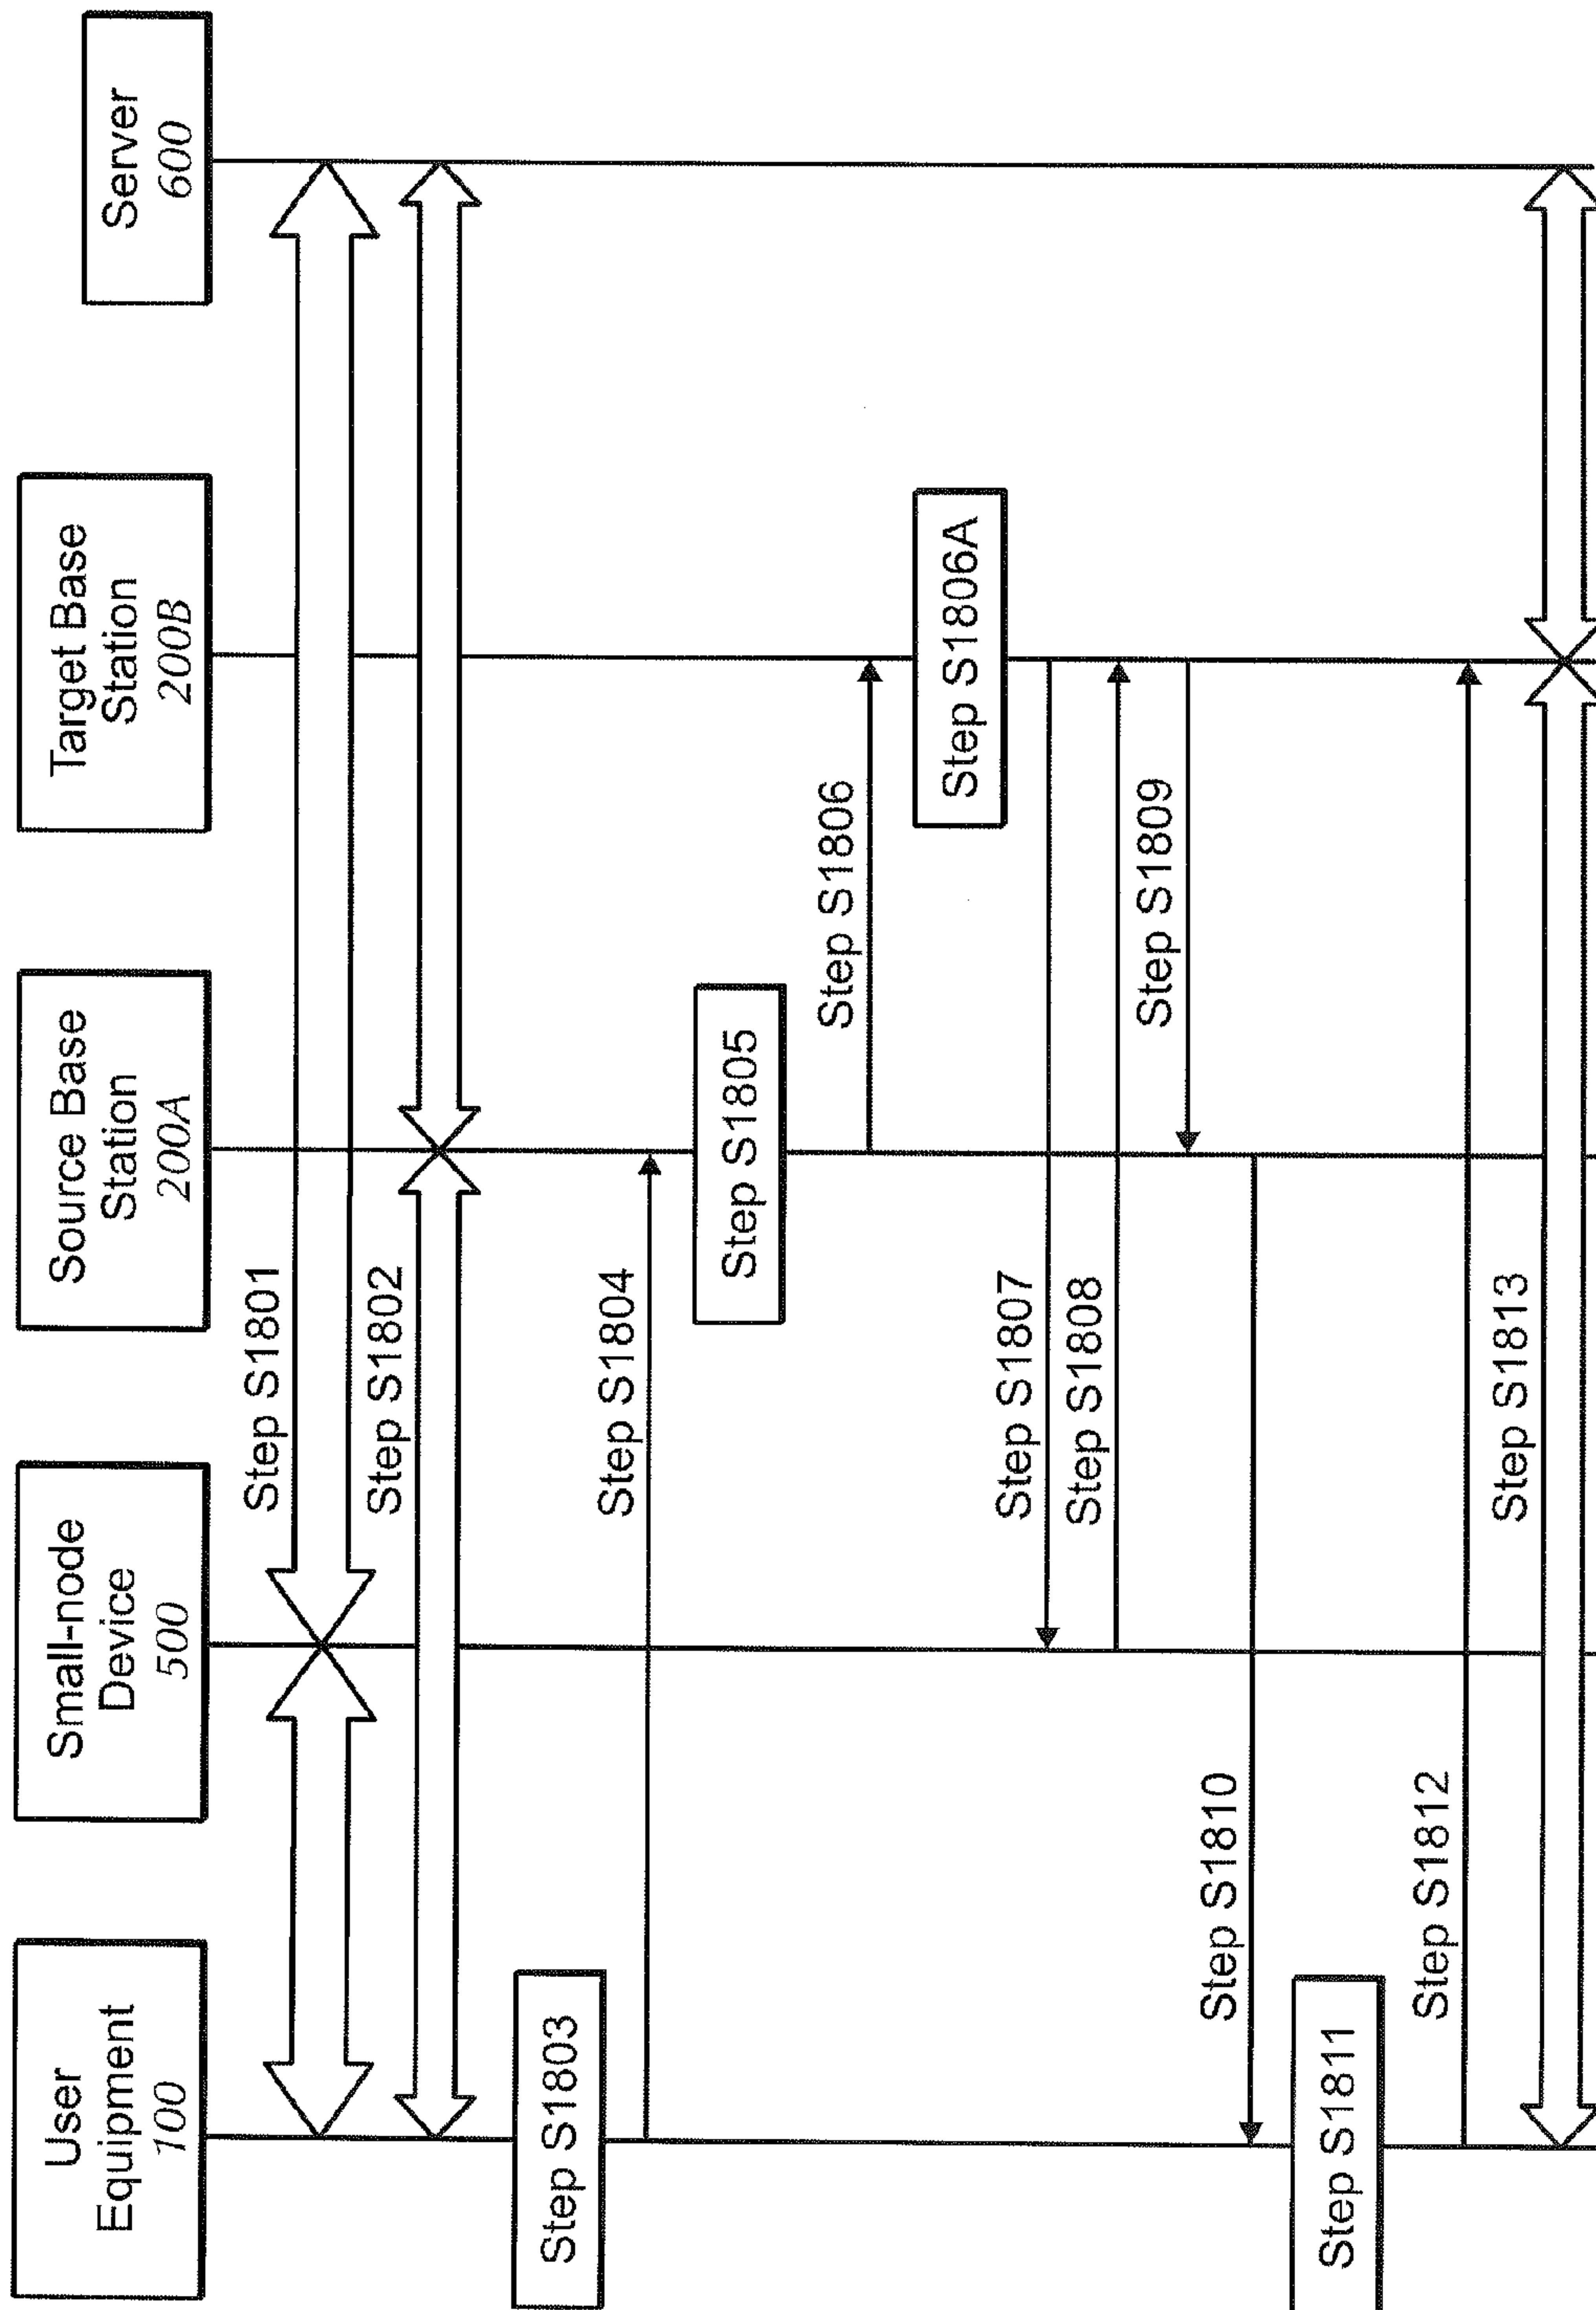 User
Equipment
100
Small-node
Device
500
Source Base
Station
200A
Target Base
Station
200B
Server
600
Step S1801
Step S1802
Step S1803
Step S1804
Step S1805
Step S1806
Step S1806A
Step S1807
Step S1808
Step S1809
Step S1810
Step S1811
Step S1812
Step S1813